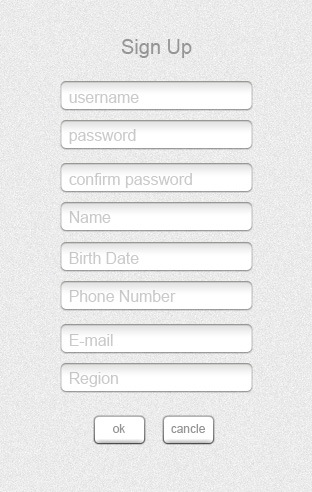 Sign Up
username
password
confirm password
Name
Birth Date
Phone Number
E-mail
Region
ok cancle